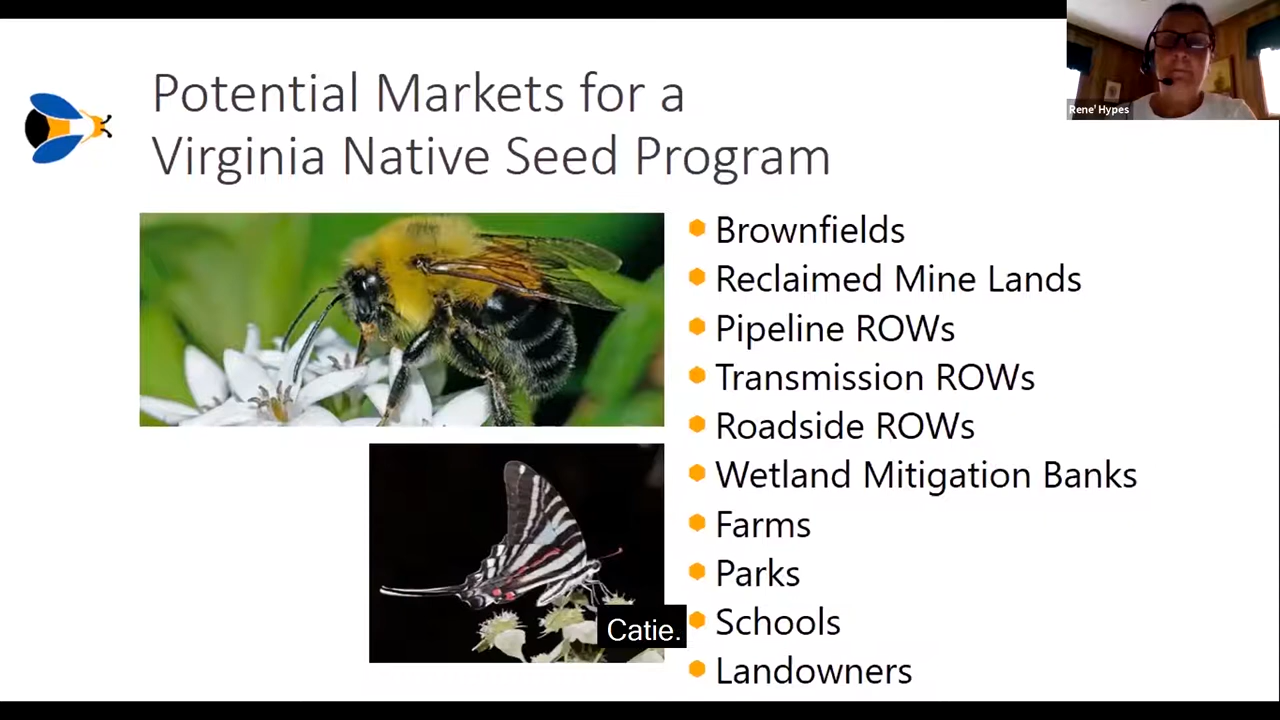 Potential Markets for a
Virginia Native Seed Program
Rene' Hypes
Brownfields
Reclaimed Mine Lands
Pipeline ROWs
Transmission ROWs
Roadside ROWs
Wetland Mitigation Banks
Farms
Parks
Schools
Landowners
Catie.